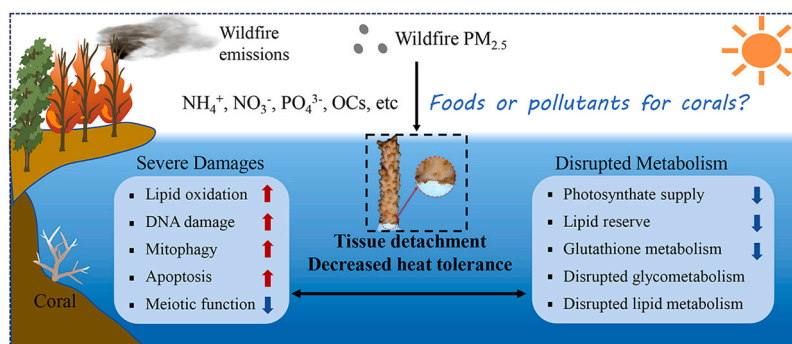 Wildfire emissions
Wildfire PM2.5
NH4+, NO3-, PO43-, OCs, etc
Foods or pollutants for corals?
Severe Damages
▪ Lipid oxidation ⬆
▪ DNA damage ⬆
▪ Mitophagy ⬆
▪ Apoptosis ⬆
▪ Meiotic function ⬇
Coral
Tissue detachment
Decreased heat tolerance
Disrupted Metabolism
▪ Photosynthate supply ⬇
▪ Lipid reserve ⬇
▪ Glutathione metabolism ⬇
▪ Disrupted glycometabolism
▪ Disrupted lipid metabolism